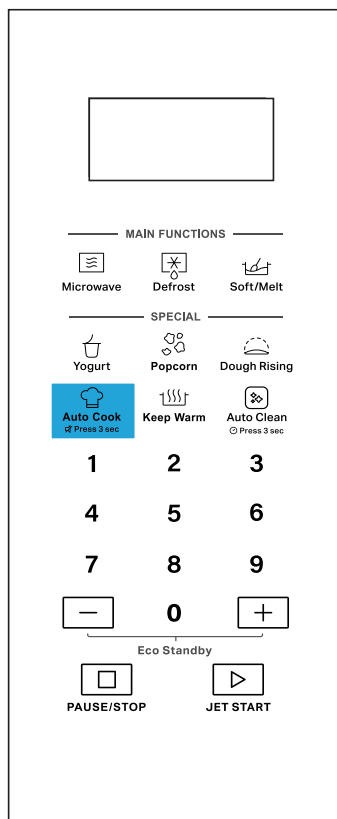 MAIN FUNCTIONS
Microwave Defrost Soft/Melt
SPECIAL
Yogurt Popcorn Dough Rising
Auto Cook Keep Warm Auto Clean
Press 3 sec Press 3 sec
1 2 3
4 5 6
7 8 9
− 0 +
Eco Standby
PAUSE/STOP JET START